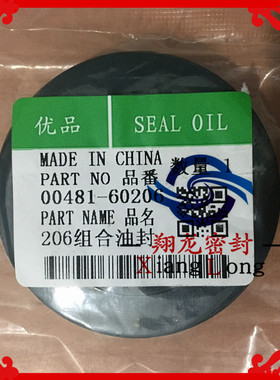 优品 SEAL OIL
MADE IN CHINA 数量 1
PART NO 品番
00481-60206
PART NAME 品名
206组合油封
翔龙密封
XiangLong